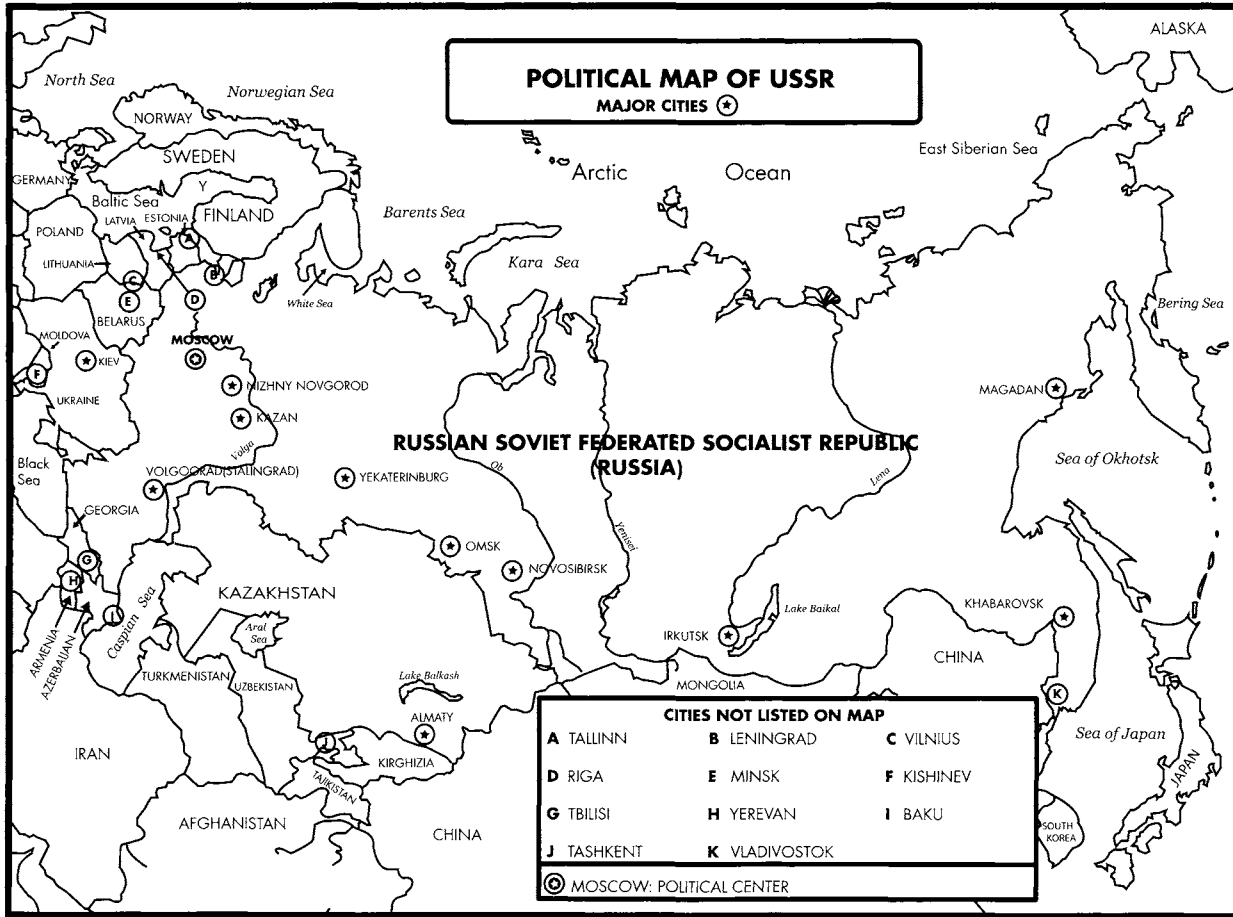 POLITICAL MAP OF USSR
MAJOR CITIES
ALASKA
North Sea
Norwegian Sea
NORWAY
SWEDEN
Y
GERMANY
Baltic Sea
LATVIA
ESTONIA
FINLAND
POLAND
LITHUANIA
A
B
C
D
E
BELARUS
Barents Sea
Kara Sea
White Sea
Arctic Ocean
East Siberian Sea
Bering Sea
MOLDOVA
MOSCOW
KIEV
F
UKRAINE
NIZHNY NOVGOROD
KAZAN
MAGADAN
RUSSIAN SOVIET FEDERATED SOCIALIST REPUBLIC
(RUSSIA)
Black
Sea
Volga
VOLGOORAD(STALINGRAD)
YEKATERINBURG
Ob
Yenisei
Lena
Sea of Okhotsk
GEORGIA
G
H
I
OMSK
NOVOSIBIRSK
KAZAKHSTAN
Caspian Sea
Aral
Sea
ARMENIA
AZERBAIJAN
IRKUTSK
Lake Baikal
KHABAROVSK
CHINA
TURKMENISTAN
UZBEKISTAN
Lake Balkash
MONGOLIA
K
ALMATY
J
KIRGHIZIA
TAJIKISTAN
IRAN
AFGHANISTAN
CHINA
Sea of Japan
JAPAN
SOUTH
KOREA
CITIES NOT LISTED ON MAP
A TALLINN B LENINGRAD C VILNIUS
D RIGA E MINSK F KISHINEV
G TBILISI H YEREVAN I BAKU
J TASHKENT K VLADIVOSTOK
MOSCOW: POLITICAL CENTER